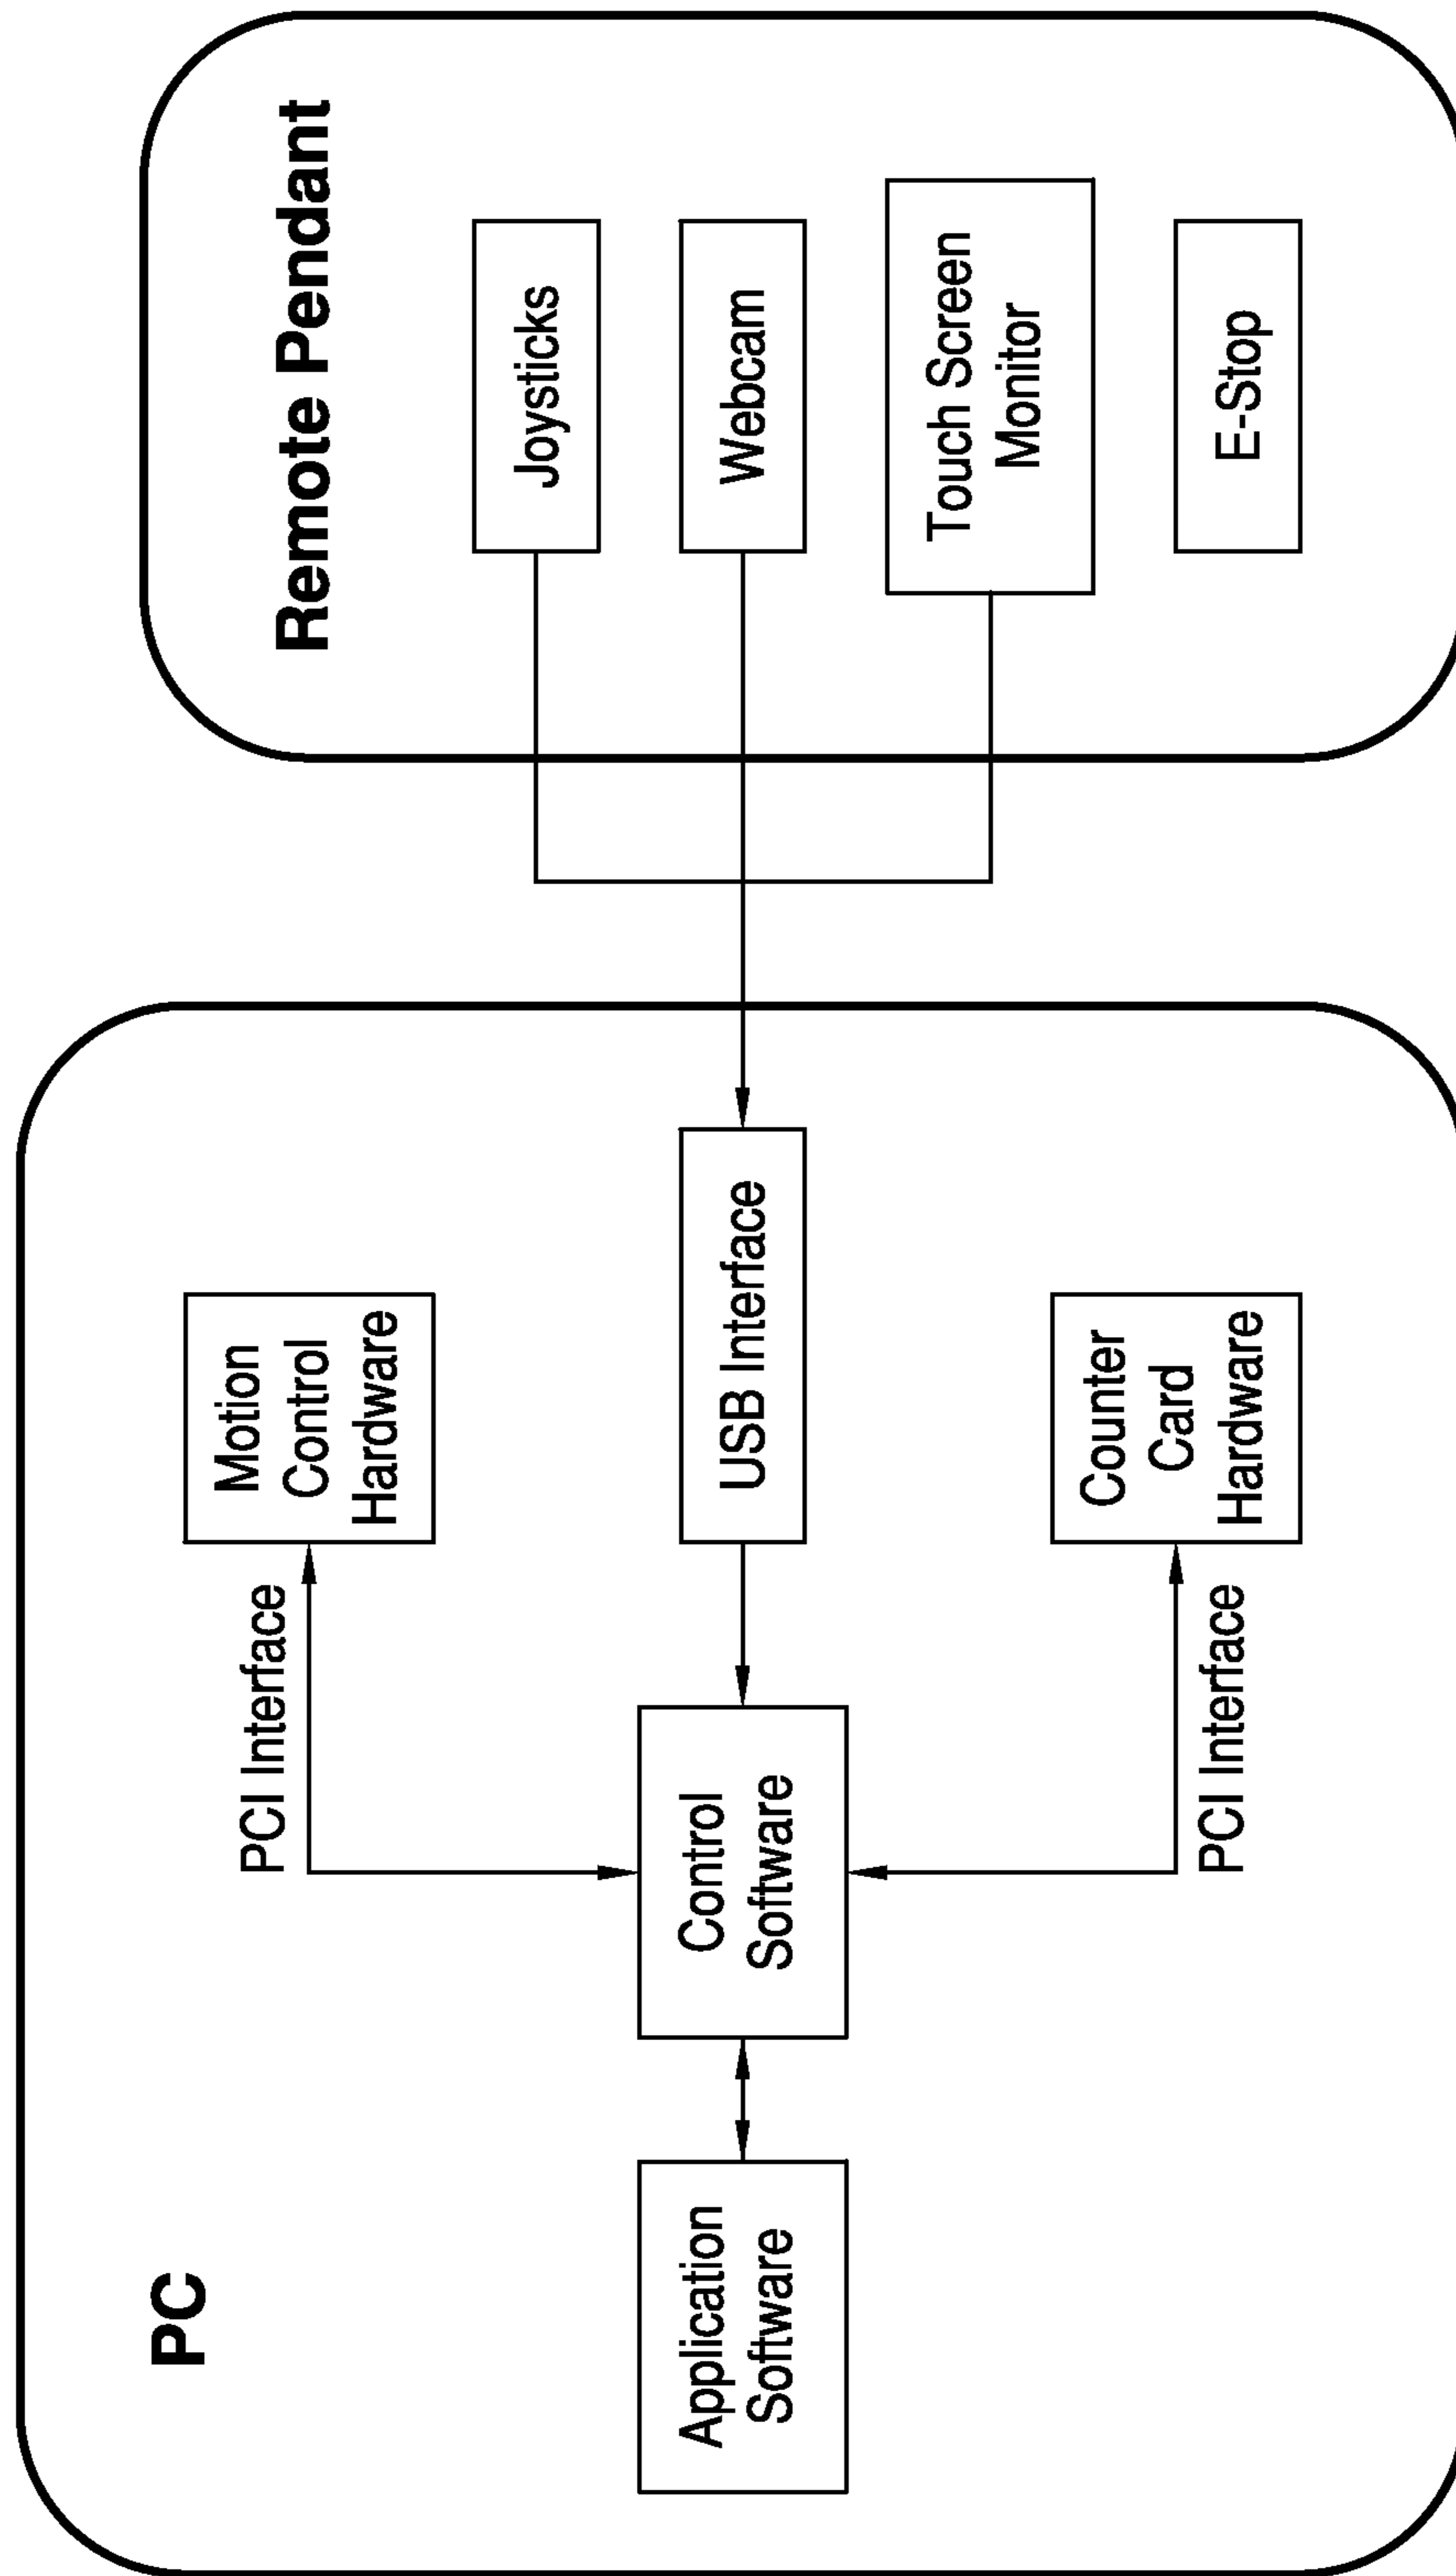 PC
Application
Software
Control
Software
PCI Interface
Motion
Control
Hardware
USB Interface
PCI Interface
Counter
Card
Hardware
Remote Pendant
Joysticks
Webcam
Touch Screen
Monitor
E-Stop